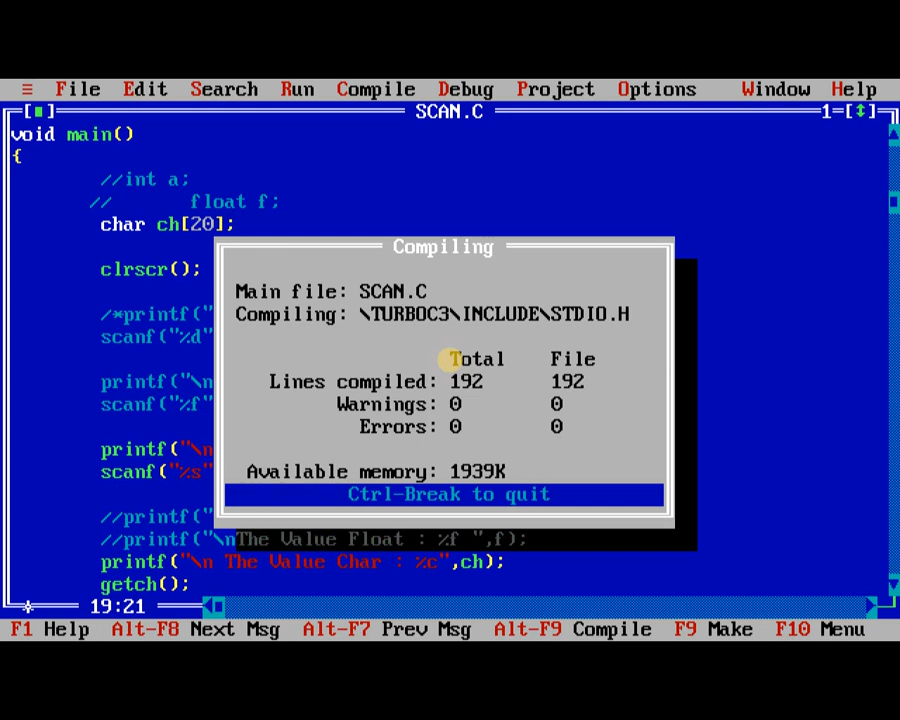 ≡ File Edit Search Run Compile Debug Project Options Window Help
[■] SCAN.C 1=[↕]
void main()
{
//int a;
// float f;
char ch[20];
clrscr();
/*printf("
scanf("%d"
printf("\n
scanf("%f"
printf("\n
scanf("%s"
//printf("
//printf("\nThe Value Float : %f ",f);
printf("\n The Value Char : %c",ch);
getch();
Compiling
Main file: SCAN.C
Compiling: \TURBOC3\INCLUDE\STDIO.H
Total File
Lines compiled: 192 192
Warnings: 0 0
Errors: 0 0
Available memory: 1939K
Ctrl-Break to quit
19:21
F1 Help Alt-F8 Next Msg Alt-F7 Prev Msg Alt-F9 Compile F9 Make F10 Menu